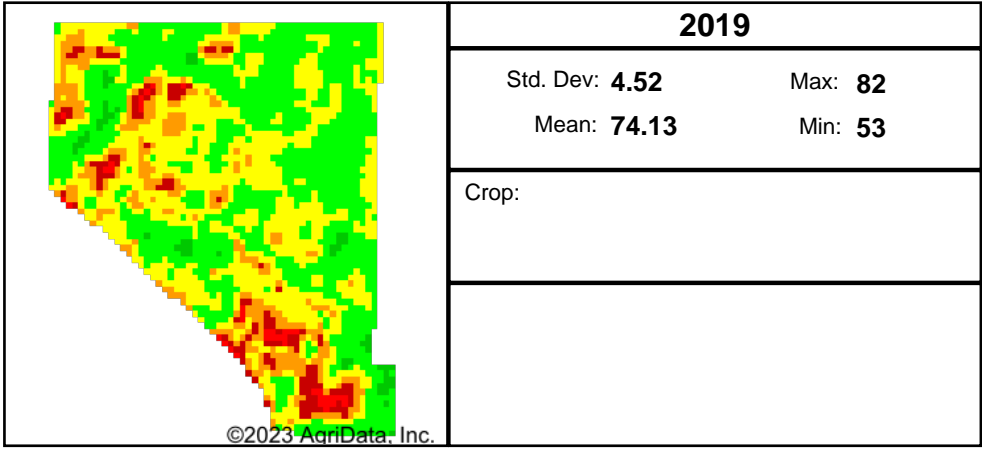 2019
Std. Dev: 4.52 Max: 82
Mean: 74.13 Min: 53
Crop:
©2023 AgriData, Inc.